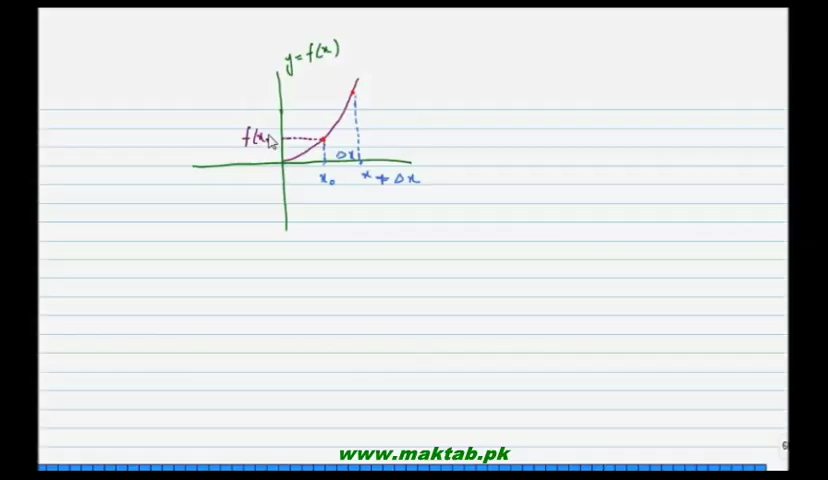 y=f(x)
f(x
Δx
x₀
x+Δx
www.maktab.pk